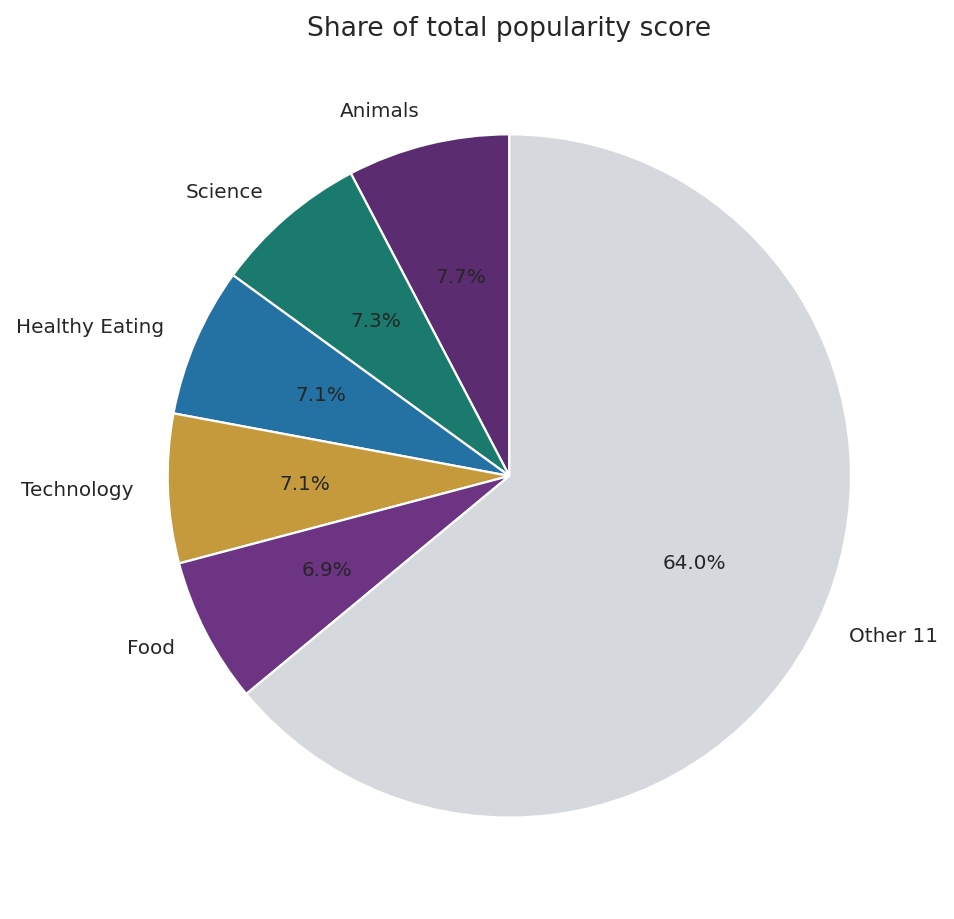 Share of total popularity score
Animals
Science
7.7%
7.3%
Healthy Eating
7.1%
Technology
7.1%
6.9%
64.0%
Food
Other 11